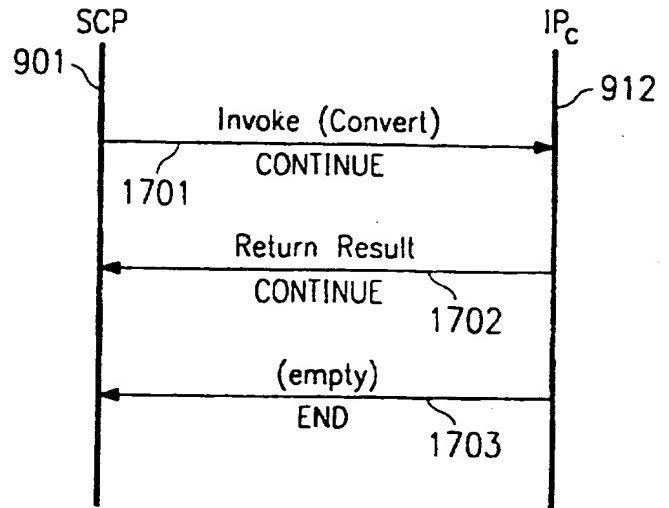 SCP
IPc
901
912
Invoke (Convert)
CONTINUE
1701
Return Result
CONTINUE
1702
(empty)
END
1703